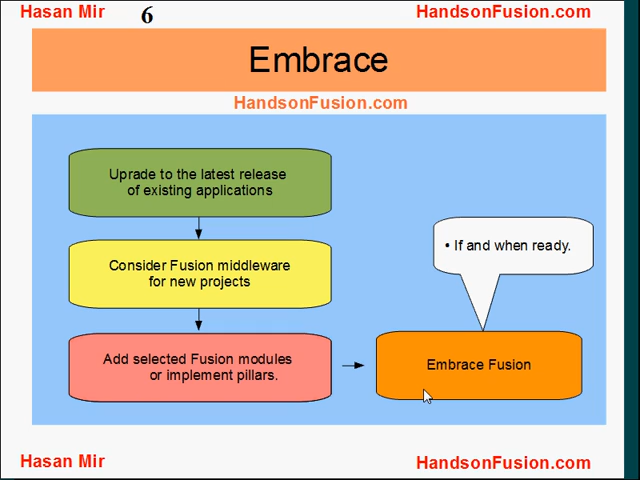 Hasan Mir
6
HandsonFusion.com
Embrace
HandsonFusion.com
Uprade to the latest release
of existing applications
Consider Fusion middleware
for new projects
• If and when ready.
Add selected Fusion modules
or implement pillars.
Embrace Fusion
Hasan Mir
HandsonFusion.com